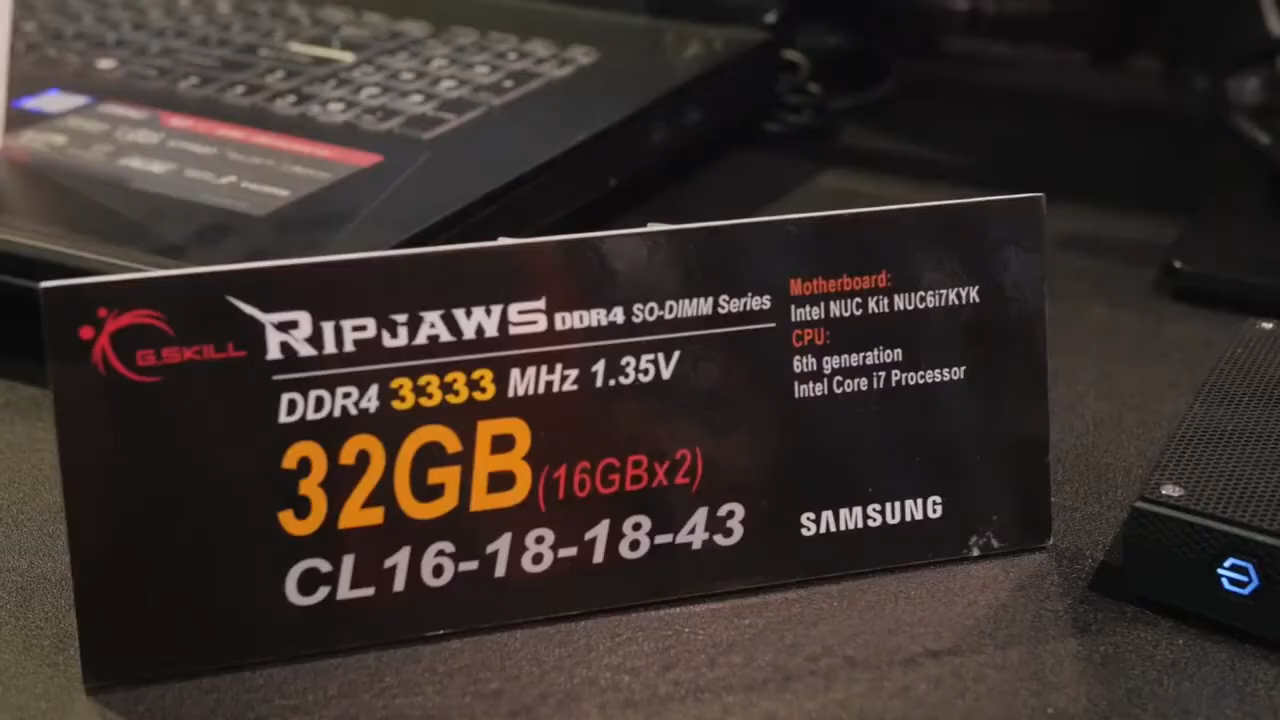 G.SKILL
RIPJAWS DDR4 SO-DIMM Series
DDR4 3333 MHz 1.35V
32GB (16GBx2)
CL16-18-18-43
Motherboard:
Intel NUC Kit NUC6i7KYK
CPU:
6th generation
Intel Core i7 Processor
SAMSUNG